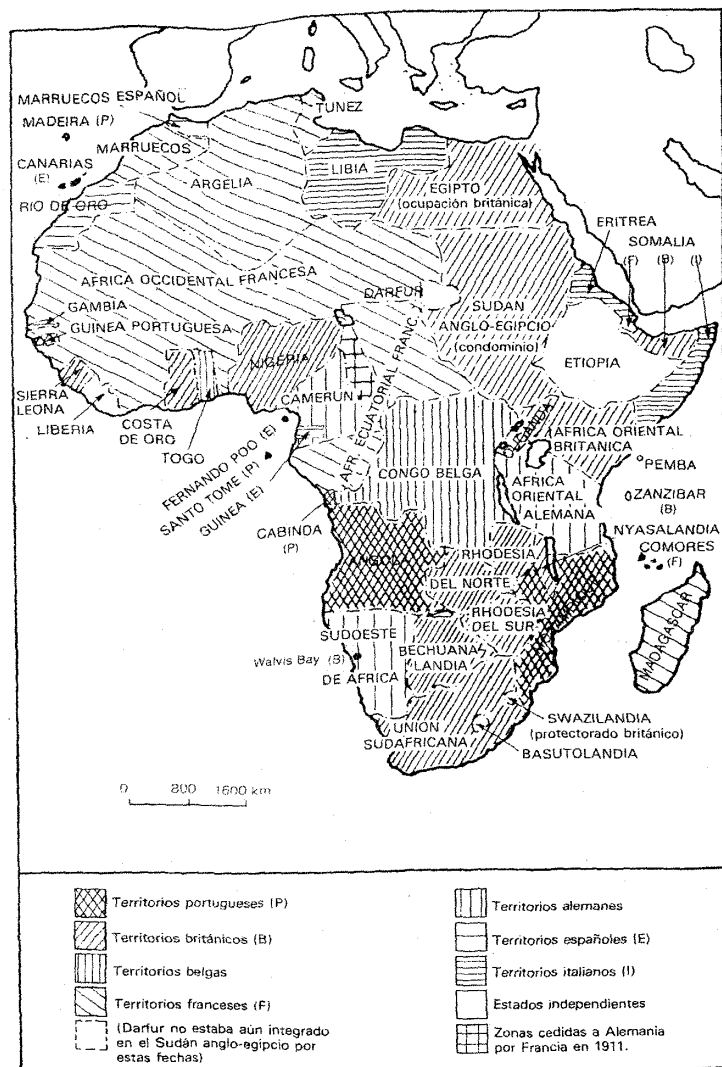 MARRUECOS ESPAÑOL
MADEIRA (P)
TUNEZ
MARRUECOS
CANARIAS
(E)
ARGELIA
LIBIA
EGIPTO
(ocupación británica)
RIO DE ORO
ERITREA
SOMALIA
(F) (B) (I)
AFRICA OCCIDENTAL FRANCESA
DARFUR
GAMBIA
GUINEA PORTUGUESA
SUDAN
ANGLO-EGIPCIO
(condominio)
NIGERIA
ETIOPIA
SIERRA
LEONA
LIBERIA
COSTA
DE ORO
TOGO
CAMERUN
AFR. ECUATORIAL FRANC.
UGANDA
AFRICA ORIENTAL
BRITANICA
FERNANDO POO (E)
SANTO TOME (P)
GUINEA (E)
CONGO BELGA
PEMBA
AFRICA
ORIENTAL
ALEMANA
ZANZIBAR
(B)
CABINDA
(P)
NYASALANDIA
COMORES
(F)
RHODESIA
DEL NORTE
RHODESIA
DEL SUR
MADAGASCAR
SUDOESTE
DE AFRICA
Walvis Bay (B)
BECHUANA
LANDIA
SWAZILANDIA
(protectorado británico)
UNION
SUDAFRICANA
BASUTOLANDIA
0 800 1600 km
Territorios portugueses (P)
Territorios británicos (B)
Territorios belgas
Territorios franceses (F)
(Darfur no estaba aún integrado
en el Sudán anglo-egipcio por
estas fechas)
Territorios alemanes
Territorios españoles (E)
Territorios italianos (I)
Estados independientes
Zonas cedidas a Alemania
por Francia en 1911.